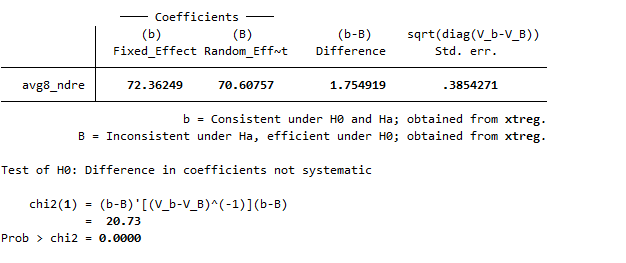 Coefficients
(b) (B) (b-B) sqrt(diag(V_b-V_B))
Fixed_Effect Random_Eff~t Difference Std. err.
avg8_ndre 72.36249 70.60757 1.754919 .3854271
b = Consistent under H0 and Ha; obtained from xtreg.
B = Inconsistent under Ha, efficient under H0; obtained from xtreg.
Test of H0: Difference in coefficients not systematic
chi2(1) = (b-B)'[(V_b-V_B)^(-1)](b-B)
= 20.73
Prob > chi2 = 0.0000